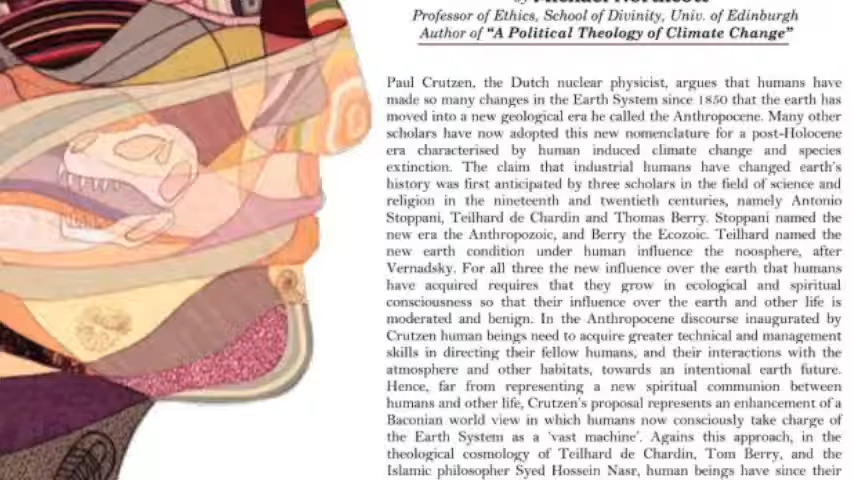 Professor of Ethics, School of Divinity, Univ. of Edinburgh
Author of "A Political Theology of Climate Change"
Paul Crutzen, the Dutch nuclear physicist, argues that humans have
made so many changes in the Earth System since 1850 that the earth has
moved into a new geological era he called the Anthropocene. Many other
scholars have now adopted this new nomenclature for a post-Holocene
era characterised by human induced climate change and species
extinction. The claim that industrial humans have changed earth's
history was first anticipated by three scholars in the field of science and
religion in the nineteenth and twentieth centuries, namely Antonio
Stoppani, Teilhard de Chardin and Thomas Berry. Stoppani named the
new era the Anthropozoic, and Berry the Ecozoic. Teilhard named the
new earth condition under human influence the noosphere, after
Vernadsky. For all three the new influence over the earth that humans
have acquired requires that they grow in ecological and spiritual
consciousness so that their influence over the earth and other life is
moderated and benign. In the Anthropocene discourse inaugurated by
Crutzen human beings need to acquire greater technical and management
skills in directing their fellow humans, and their interactions with the
atmosphere and other habitats, towards an intentional earth future.
Hence, far from representing a new spiritual communion between
humans and other life, Crutzen's proposal represents an enhancement of a
Baconian world view in which humans now consciously take charge of
the Earth System as a 'vast machine'. Agains this approach, in the
theological cosmology of Teilhard de Chardin, Tom Berry, and the
Islamic philosopher Syed Hossein Nasr, human beings have since their